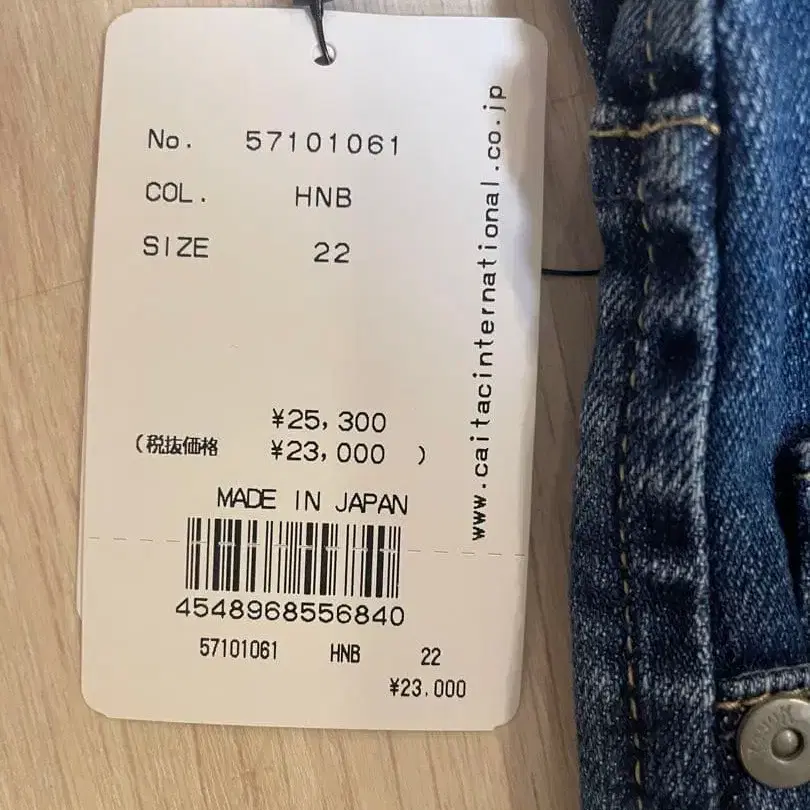 No. 57101061
COL. HNB
SIZE 22
¥25,300
(税抜価格 ¥23,000 )
MADE IN JAPAN
4548968556840
57101061 HNB 22
¥23.000
www.caitacinternational.co.jp